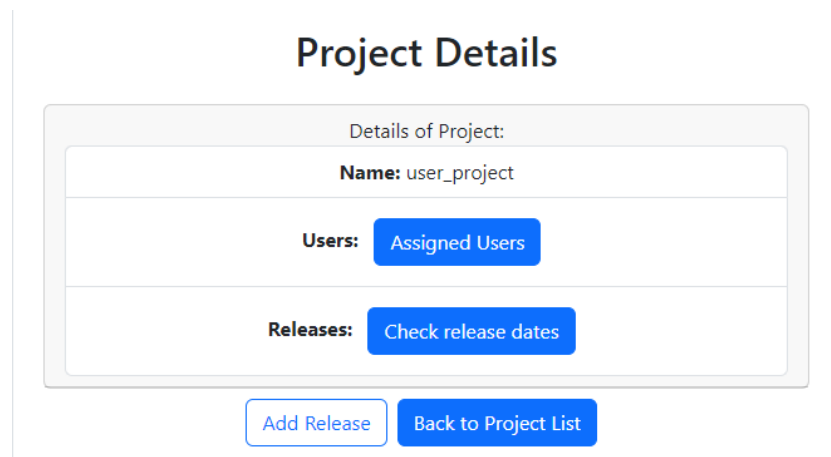 Project Details
Details of Project:
Name: user_project
Users: Assigned Users
Releases: Check release dates
Add Release Back to Project List